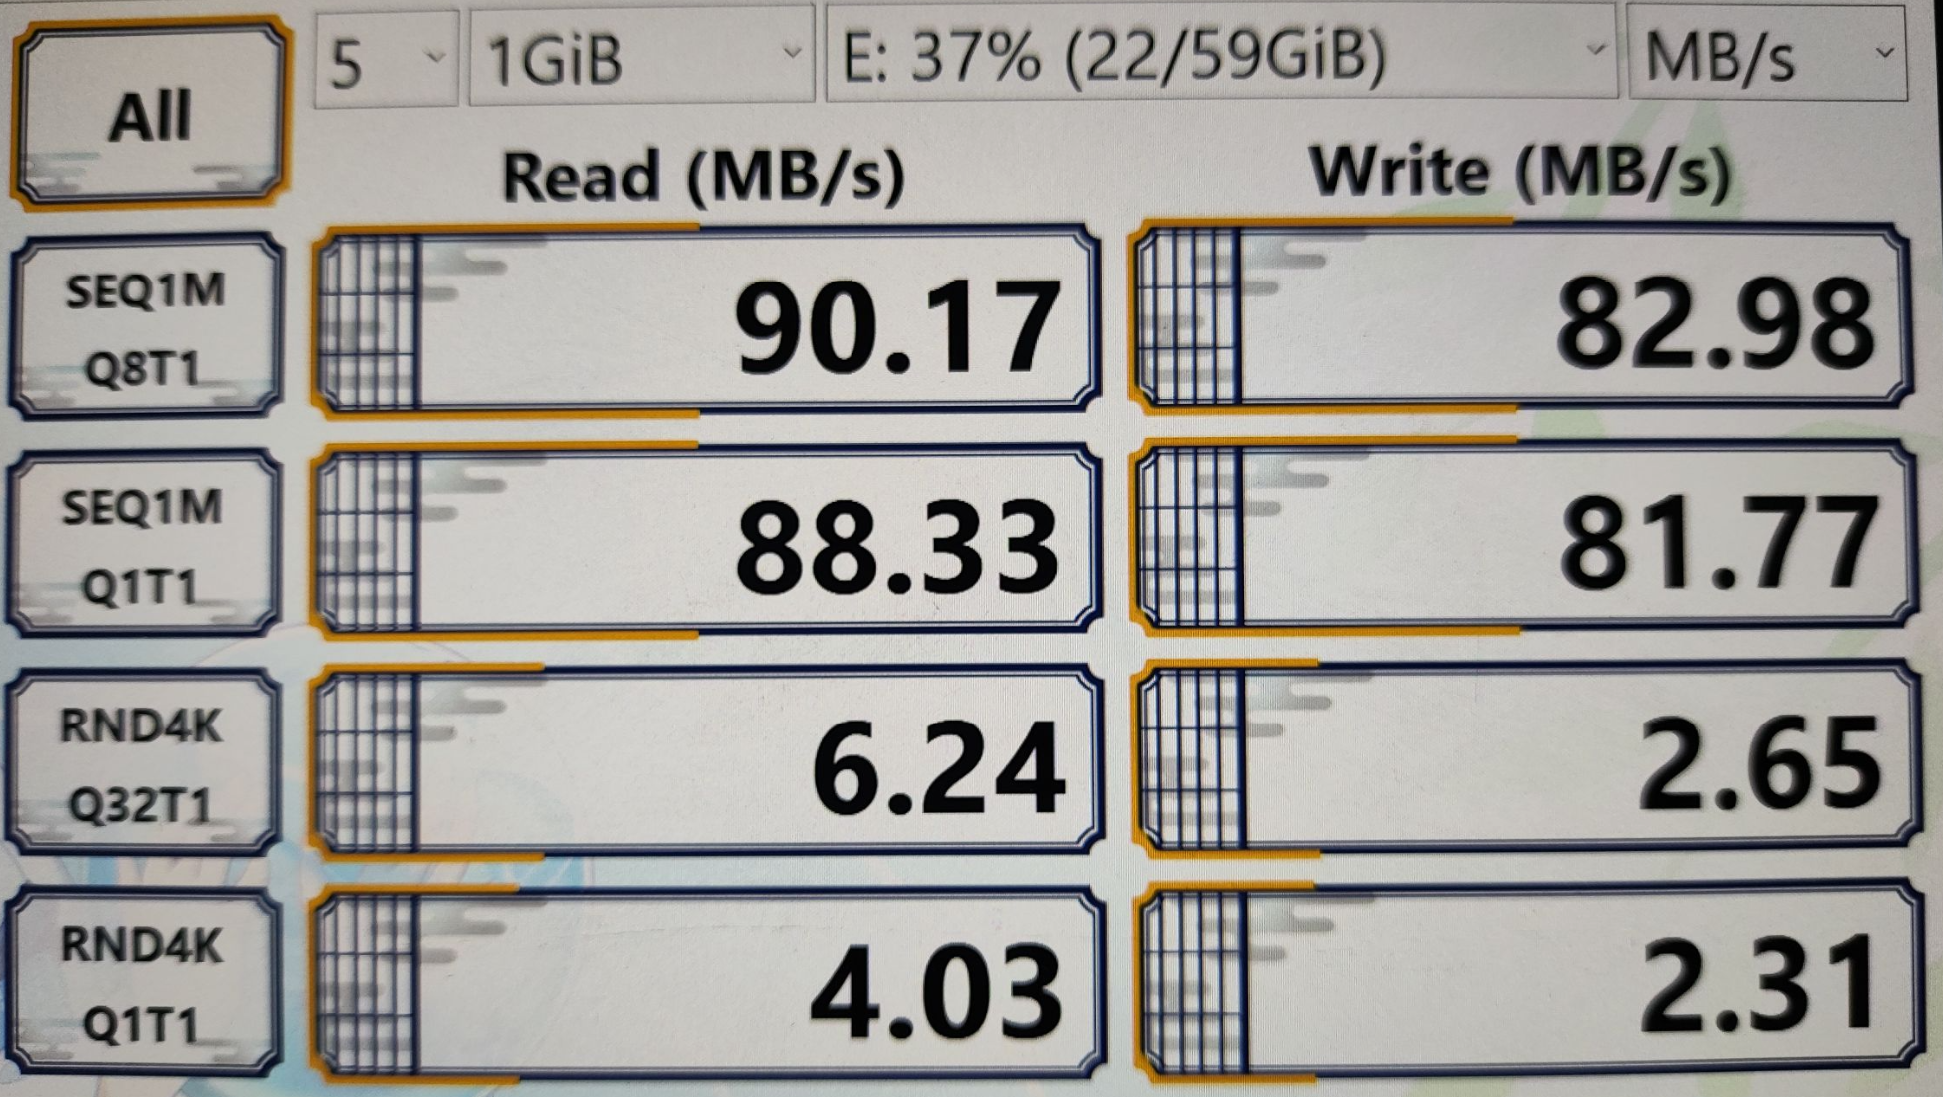 All
5
1GiB
E: 37% (22/59GiB)
MB/s
Read (MB/s)
Write (MB/s)
SEQ1M
Q8T1
90.17
82.98
SEQ1M
Q1T1
88.33
81.77
RND4K
Q32T1
6.24
2.65
RND4K
Q1T1
4.03
2.31